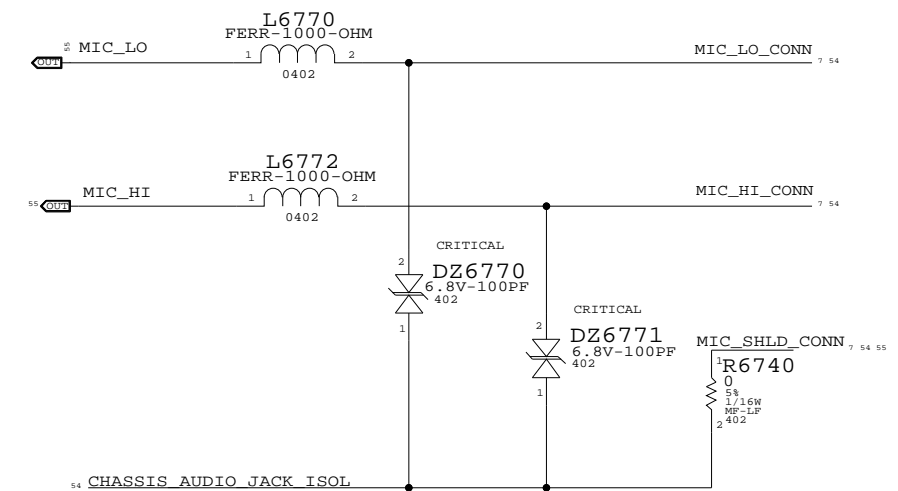 L6770
FERR-1000-OHM
55 MIC_LO
OUT
1 2
0402
MIC_LO_CONN
7 54
L6772
FERR-1000-OHM
MIC_HI
55 OUT
1 2
0402
MIC_HI_CONN
7 54
CRITICAL
2
DZ6770
6.8V-100PF
402
1
CRITICAL
2
DZ6771
6.8V-100PF
402
1
MIC_SHLD_CONN 7 54 55
1
R6740
0
5%
1/16W
MF-LF
402
2
54 CHASSIS_AUDIO_JACK_ISOL